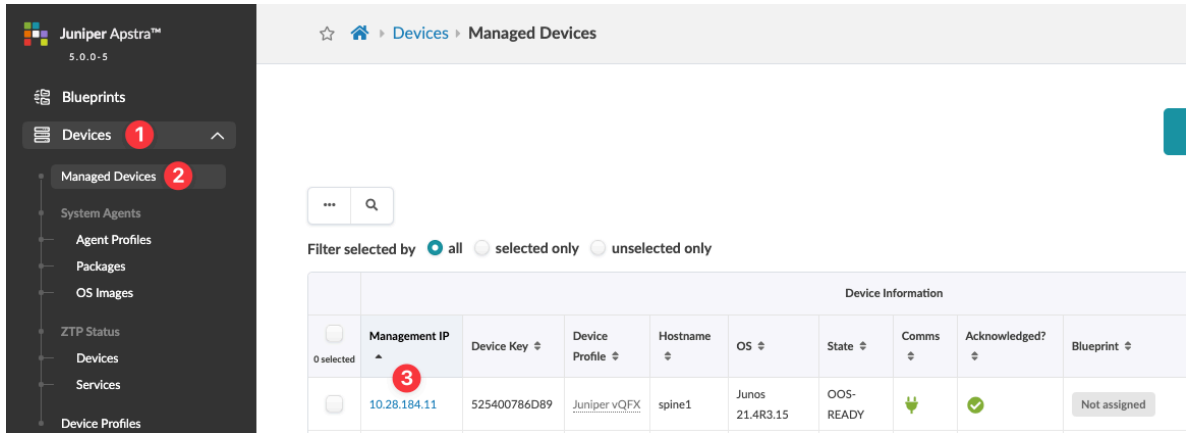 Juniper Apstra™
5.0.0-5
Blueprints
Devices 1
Managed Devices 2
System Agents
Agent Profiles
Packages
OS Images
ZTP Status
Devices
Services
Device Profiles
Devices Managed Devices
Filter selected by all selected only unselected only
Device Information
0 selected
Management IP
Device Key
Device Profile
Hostname
OS
State
Comms
Acknowledged?
Blueprint
3
10.28.184.11
525400786D89
Juniper vQFX
spine1
Junos 21.4R3.15
OOS-READY
Not assigned